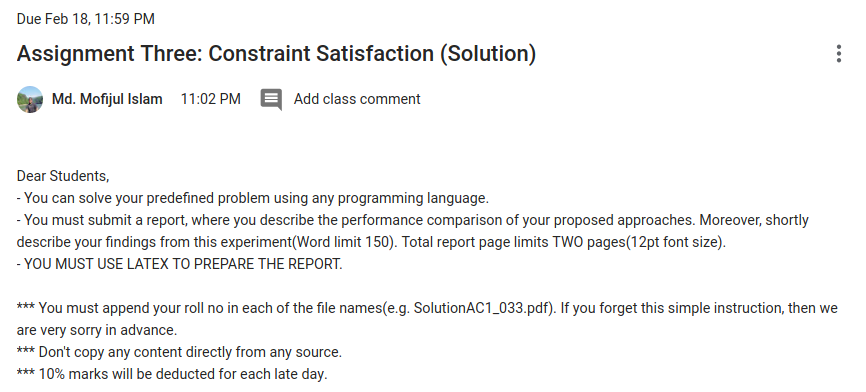 Due Feb 18, 11:59 PM
Assignment Three: Constraint Satisfaction (Solution)
Md. Mofijul Islam 11:02 PM Add class comment
Dear Students,
- You can solve your predefined problem using any programming language.
- You must submit a report, where you describe the performance comparison of your proposed approaches. Moreover, shortly
describe your findings from this experiment(Word limit 150). Total report page limits TWO pages(12pt font size).
- YOU MUST USE LATEX TO PREPARE THE REPORT.
*** You must append your roll no in each of the file names(e.g. SolutionAC1_033.pdf). If you forget this simple instruction, then we
are very sorry in advance.
*** Don't copy any content directly from any source.
*** 10% marks will be deducted for each late day.